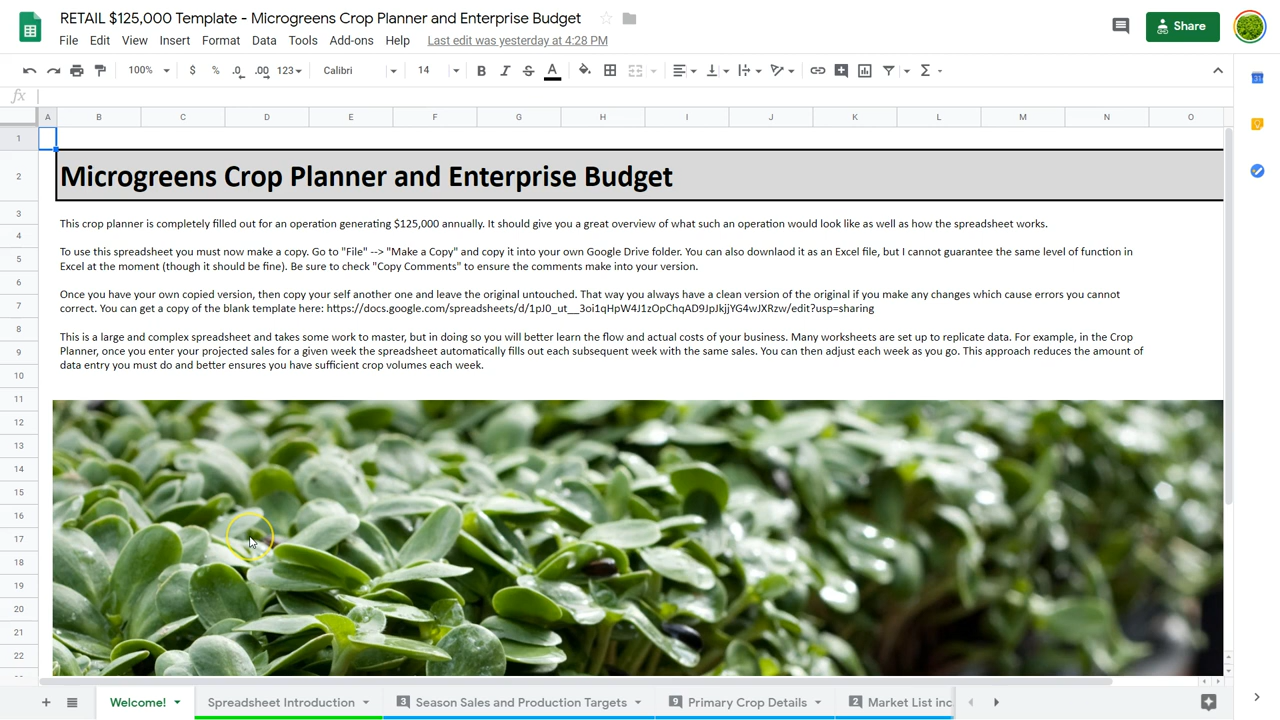 RETAIL $125,000 Template - Microgreens Crop Planner and Enterprise Budget
File Edit View Insert Format Data Tools Add-ons Help Last edit was yesterday at 4:28 PM
Share
100% $ % .0 .00 123 Calibri 14 B I S A Σ
fx
A B C D E F G H I J K L M N O
1
2 Microgreens Crop Planner and Enterprise Budget
3 This crop planner is completely filled out for an operation generating $125,000 annually. It should give you a great overview of what such an operation would look like as well as how the spreadsheet works.
4
5 To use this spreadsheet you must now make a copy. Go to "File" --> "Make a Copy" and copy it into your own Google Drive folder. You can also downlaod it as an Excel file, but I cannot guarantee the same level of function in
Excel at the moment (though it should be fine). Be sure to check "Copy Comments" to ensure the comments make into your version.
6
7 Once you have your own copied version, then copy your self another one and leave the original untouched. That way you always have a clean version of the original if you make any changes which cause errors you cannot
correct. You can get a copy of the blank template here: https://docs.google.com/spreadsheets/d/1pJ0_ut__3oi1qHpW4J1zOpChqAD9JpJkjjYG4wJXRzw/edit?usp=sharing
8
9 This is a large and complex spreadsheet and takes some work to master, but in doing so you will better learn the flow and actual costs of your business. Many worksheets are set up to replicate data. For example, in the Crop
Planner, once you enter your projected sales for a given week the spreadsheet automatically fills out each subsequent week with the same sales. You can then adjust each week as you go. This approach reduces the amount of
data entry you must do and better ensures you have sufficient crop volumes each week.
10
11
12
13
14
15
16
17
18
19
20
21
22
Welcome! Spreadsheet Introduction 3 Season Sales and Production Targets 9 Primary Crop Details 2 Market List inc
31